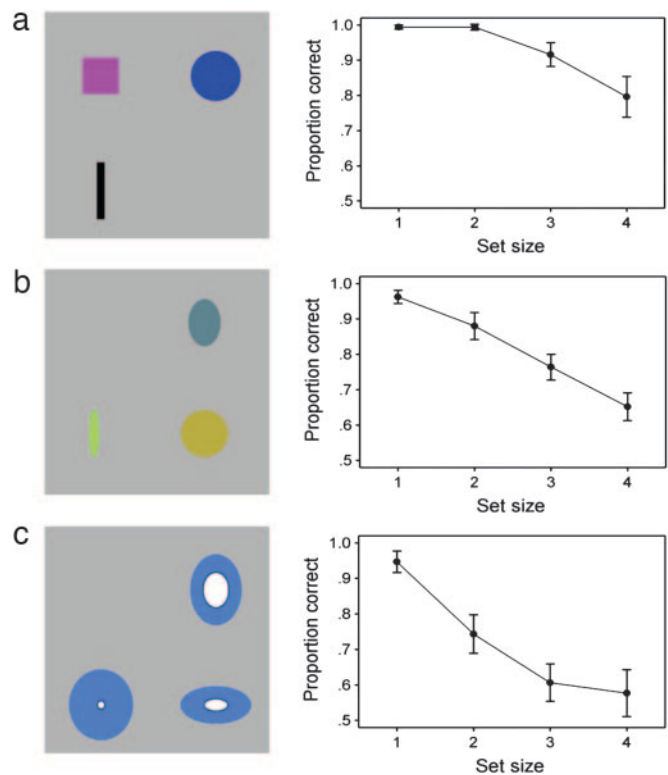 a
Proportion correct
1.0
.9
.8
.7
.6
.5
1 2 3 4
Set size
b
Proportion correct
1.0
.9
.8
.7
.6
.5
1 2 3 4
Set size
c
Proportion correct
1.0
.9
.8
.7
.6
.5
1 2 3 4
Set size